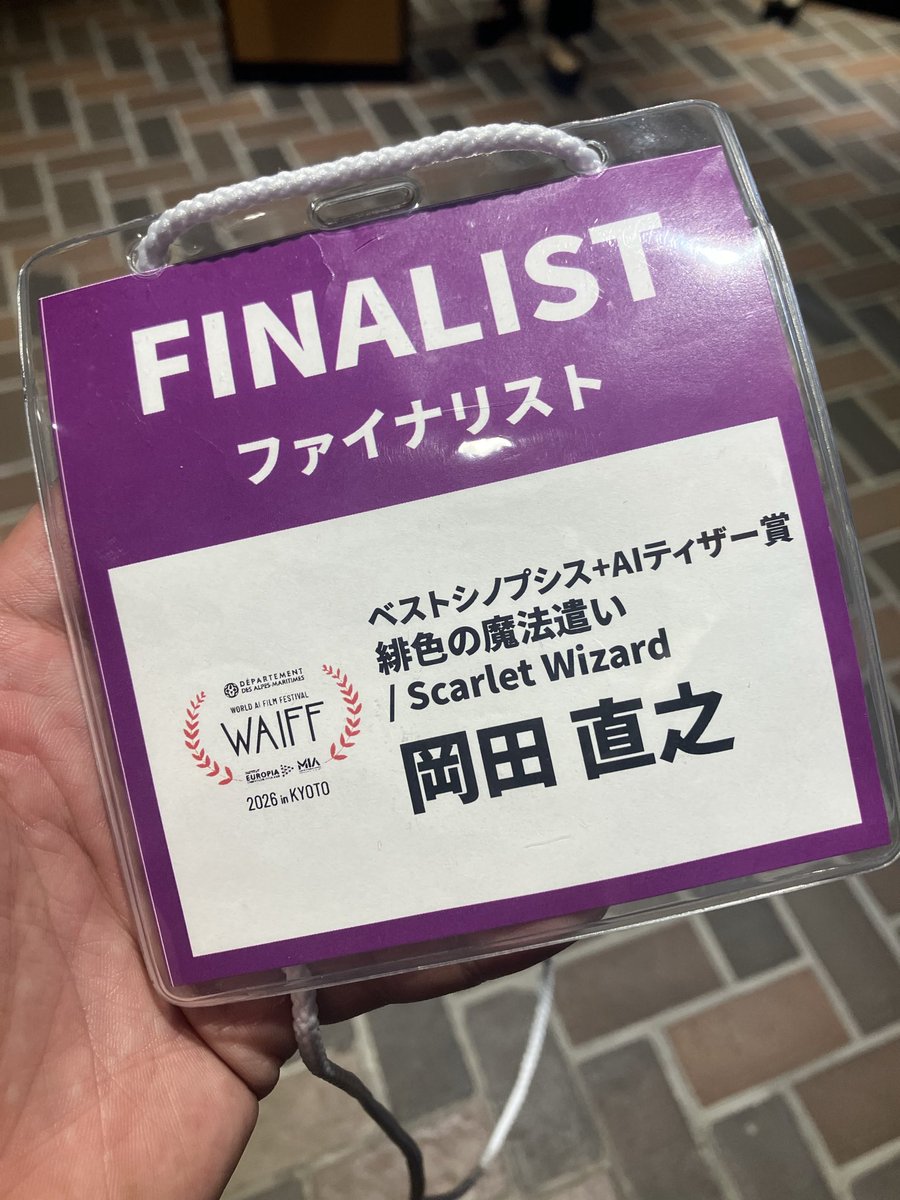 FINALIST
ファイナリスト
ベストシノプシス+AIティザー賞
緋色の魔法遣い
/ Scarlet Wizard
岡田 直之
DÉPARTEMENT
DES ALPES-MARITIMES
WORLD AI FILM FESTIVAL
WAIFF
EUROPIA
MIA
2026 in KYOTO